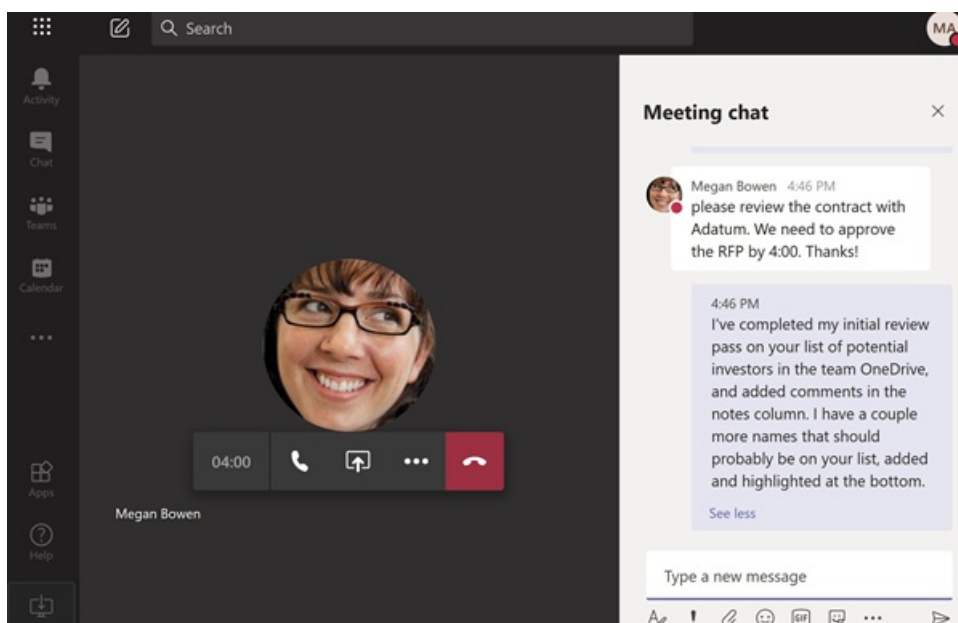 Search
MA
Activity
Chat
Teams
Calendar
Apps
Help
04:00
Megan Bowen
Meeting chat
Megan Bowen 4:46 PM
please review the contract with
Adatum. We need to approve
the RFP by 4:00. Thanks!
4:46 PM
I've completed my initial review
pass on your list of potential
investors in the team OneDrive,
and added comments in the
notes column. I have a couple
more names that should
probably be on your list, added
and highlighted at the bottom.
See less
Type a new message
GIF